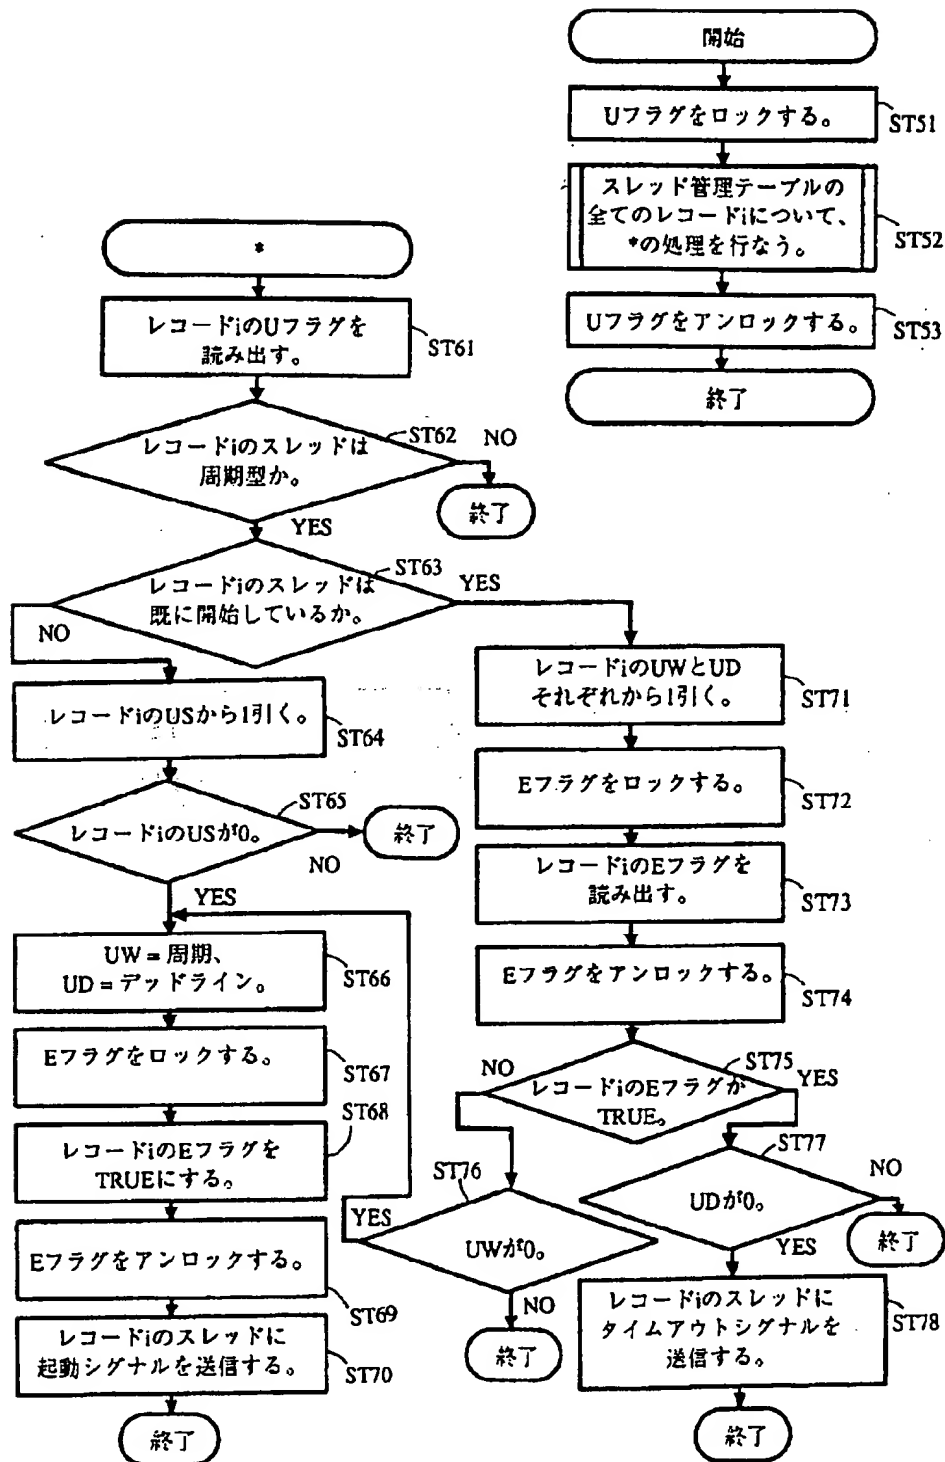 開始
Uフラグをロックする。
ST51
スレッド管理テーブルの
全てのレコードiについて、
*の処理を行なう。
ST52
Uフラグをアンロックする。
ST53
終了
*
レコードiのUフラグを
読み出す。
ST61
レコードiのスレッドは
周期型か。
ST62
NO
終了
YES
レコードiのスレッドは
既に開始しているか。
ST63
YES
NO
レコードiのUSから1引く。
ST64
レコードiのUSが0。
ST65
終了
NO
YES
UW=周期、
UD=デッドライン。
ST66
Eフラグをロックする。
ST67
レコードiのEフラグを
TRUEにする。
ST68
Eフラグをアンロックする。
ST69
レコードiのスレッドに
起動シグナルを送信する。
ST70
終了
レコードiのUWとUD
それぞれから1引く。
ST71
Eフラグをロックする。
ST72
レコードiのEフラグを
読み出す。
ST73
Eフラグをアンロックする。
ST74
レコードiのEフラグが
TRUE。
ST75
NO
YES
ST76
UWが0。
YES
NO
終了
ST77
UDが0。
NO
終了
YES
レコードiのスレッドに
タイムアウトシグナルを
送信する。
ST78
終了